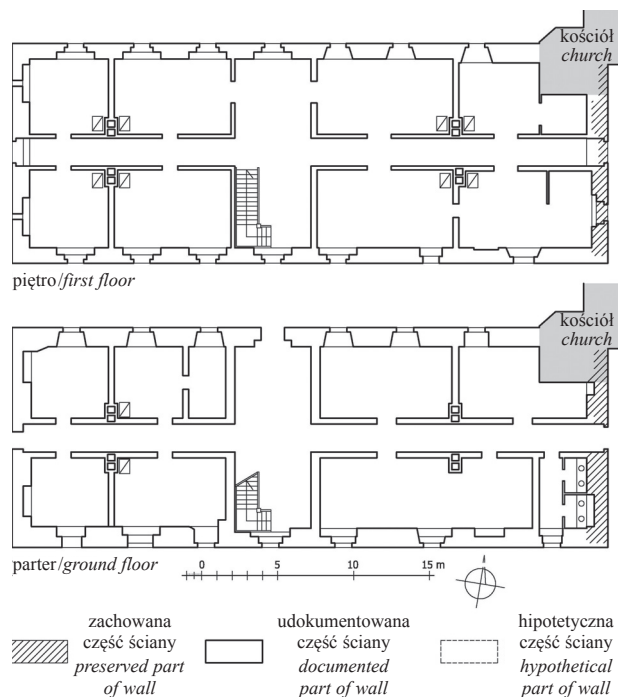 kościół
church
piętro/first floor
kościół
church
parter/ground floor
0 5 10 15 m
zachowana
część ściany
preserved part
of wall
udokumentowana
część ściany
documented
part of wall
hipotetyczna
część ściany
hypothetical
part of wall